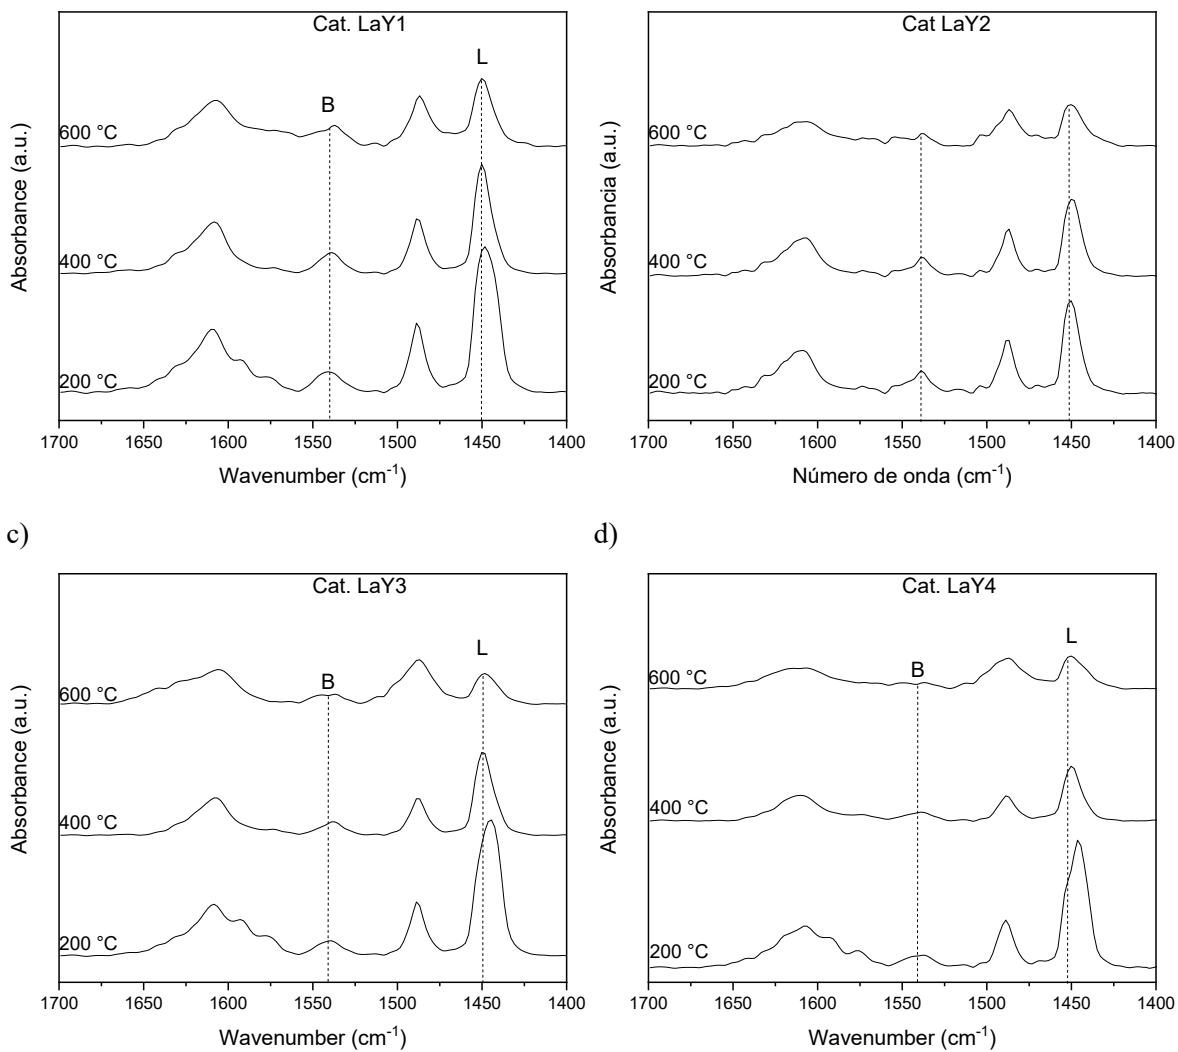 Cat. LaY1
L
B
600 °C
400 °C
200 °C
Absorbance (a.u.)
1700 1650 1600 1550 1500 1450 1400
Wavenumber (cm-1)
Cat LaY2
600 °C
400 °C
200 °C
Absorbancia (a.u.)
1700 1650 1600 1550 1500 1450 1400
Número de onda (cm-1)
c)
Cat. LaY3
L
B
600 °C
400 °C
200 °C
Absorbance (a.u.)
1700 1650 1600 1550 1500 1450 1400
Wavenumber (cm-1)
d)
Cat. LaY4
L
B
600 °C
400 °C
200 °C
Absorbance (a.u.)
1700 1650 1600 1550 1500 1450 1400
Wavenumber (cm-1)